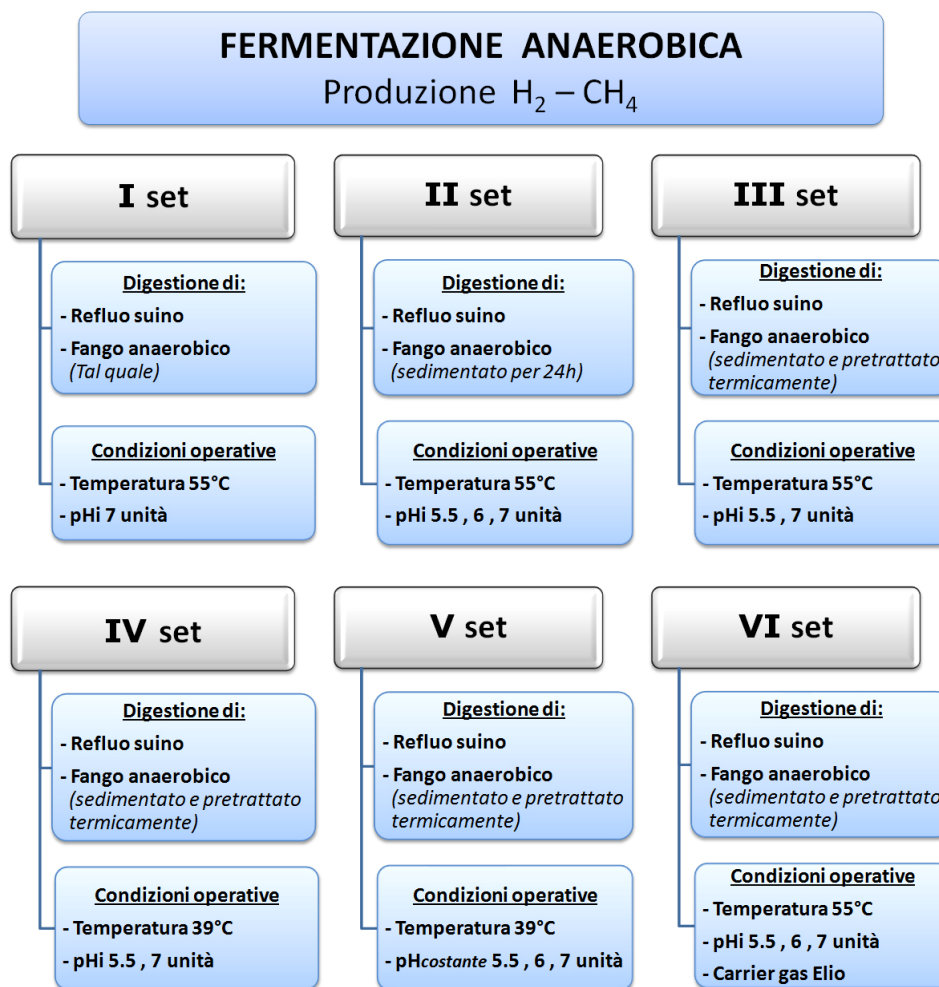 FERMENTAZIONE ANAEROBICA
Produzione H₂ – CH₄
I set
Digestione di:
- Refluo suino
- Fango anaerobico
(Tal quale)
Condizioni operative
- Temperatura 55°C
- pHi 7 unità
II set
Digestione di:
- Refluo suino
- Fango anaerobico
(sedimentato per 24h)
Condizioni operative
- Temperatura 55°C
- pHi 5.5 , 6 , 7 unità
III set
Digestione di:
- Refluo suino
- Fango anaerobico
(sedimentato e pretrattato
termicamente)
Condizioni operative
- Temperatura 55°C
- pHi 5.5 , 7 unità
IV set
Digestione di:
- Refluo suino
- Fango anaerobico
(sedimentato e pretrattato
termicamente)
Condizioni operative
- Temperatura 39°C
- pHi 5.5 , 7 unità
V set
Digestione di:
- Refluo suino
- Fango anaerobico
(sedimentato e pretrattato
termicamente)
Condizioni operative
- Temperatura 39°C
- pHcostante 5.5 , 6 , 7 unità
VI set
Digestione di:
- Refluo suino
- Fango anaerobico
(sedimentato e pretrattato
termicamente)
Condizioni operative
- Temperatura 55°C
- pHi 5.5 , 6 , 7 unità
- Carrier gas Elio